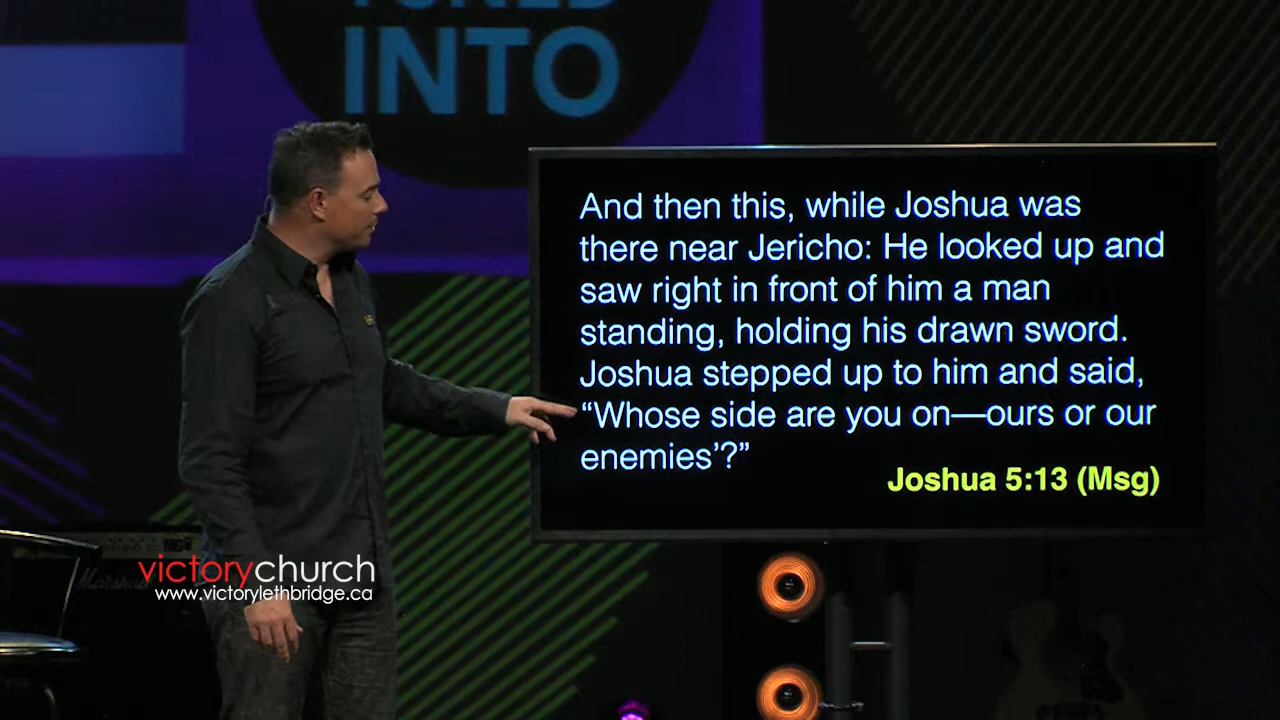 INTO
And then this, while Joshua was
there near Jericho: He looked up and
saw right in front of him a man
standing, holding his drawn sword.
Joshua stepped up to him and said,
“Whose side are you on—ours or our
enemies’?”
Joshua 5:13 (Msg)
Marshall
victorychurch
www.victorylethbridge.ca